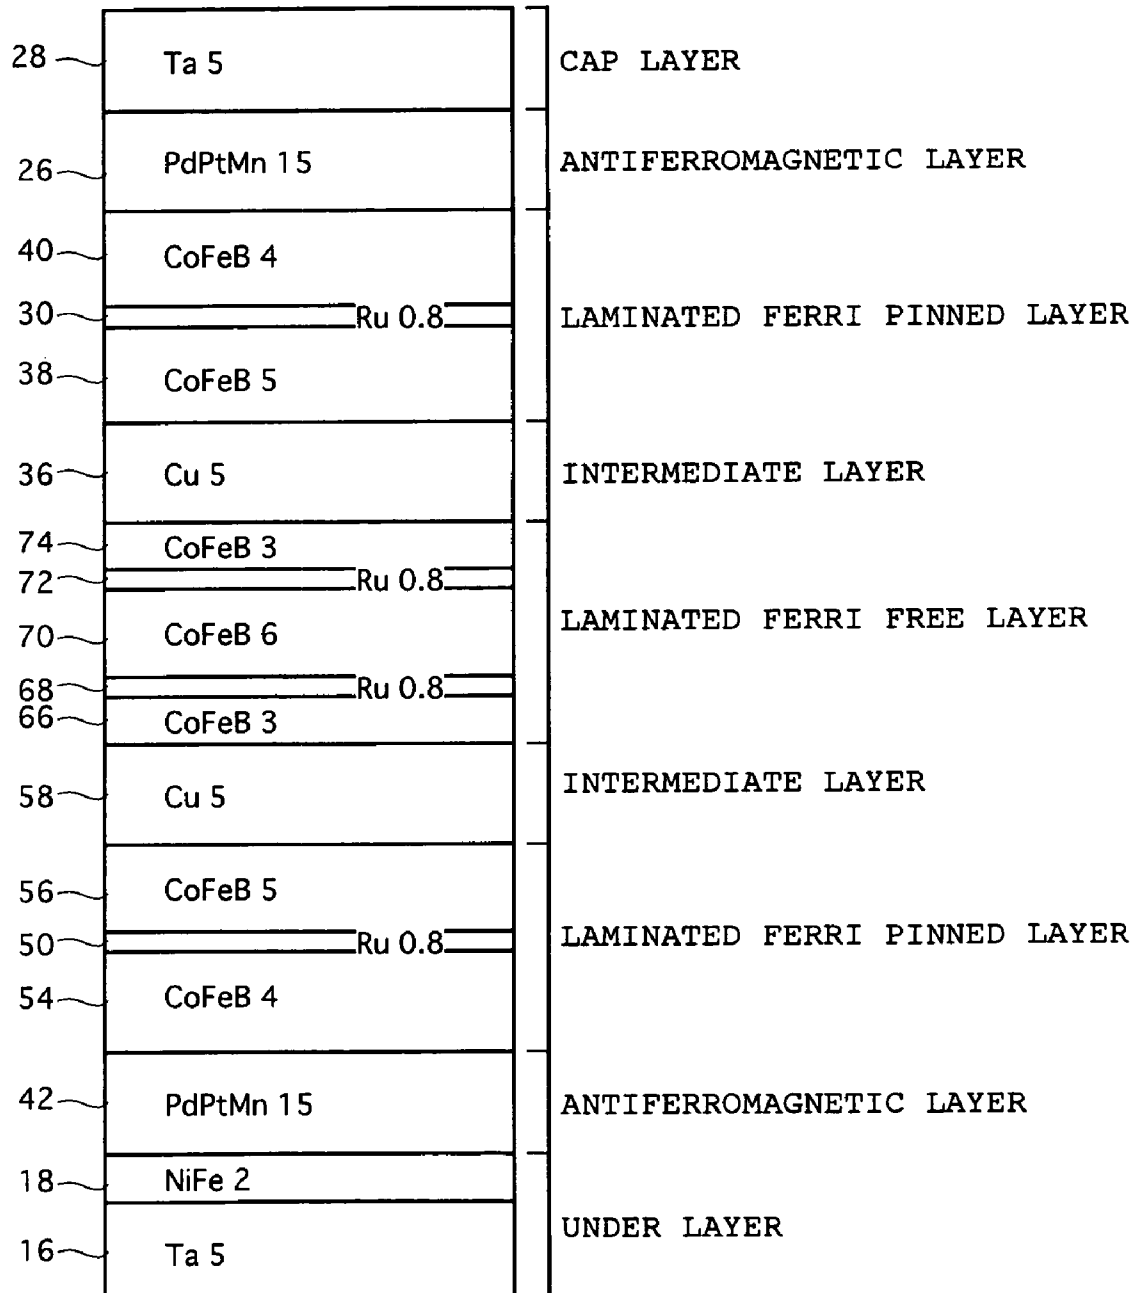 28 Ta 5 CAP LAYER
26 PdPtMn 15 ANTIFERROMAGNETIC LAYER
40 CoFeB 4
30 Ru 0.8 LAMINATED FERRI PINNED LAYER
38 CoFeB 5
36 Cu 5 INTERMEDIATE LAYER
74 CoFeB 3
72 Ru 0.8
70 CoFeB 6 LAMINATED FERRI FREE LAYER
68 Ru 0.8
66 CoFeB 3
58 Cu 5 INTERMEDIATE LAYER
56 CoFeB 5
50 Ru 0.8 LAMINATED FERRI PINNED LAYER
54 CoFeB 4
42 PdPtMn 15 ANTIFERROMAGNETIC LAYER
18 NiFe 2
UNDER LAYER
16 Ta 5